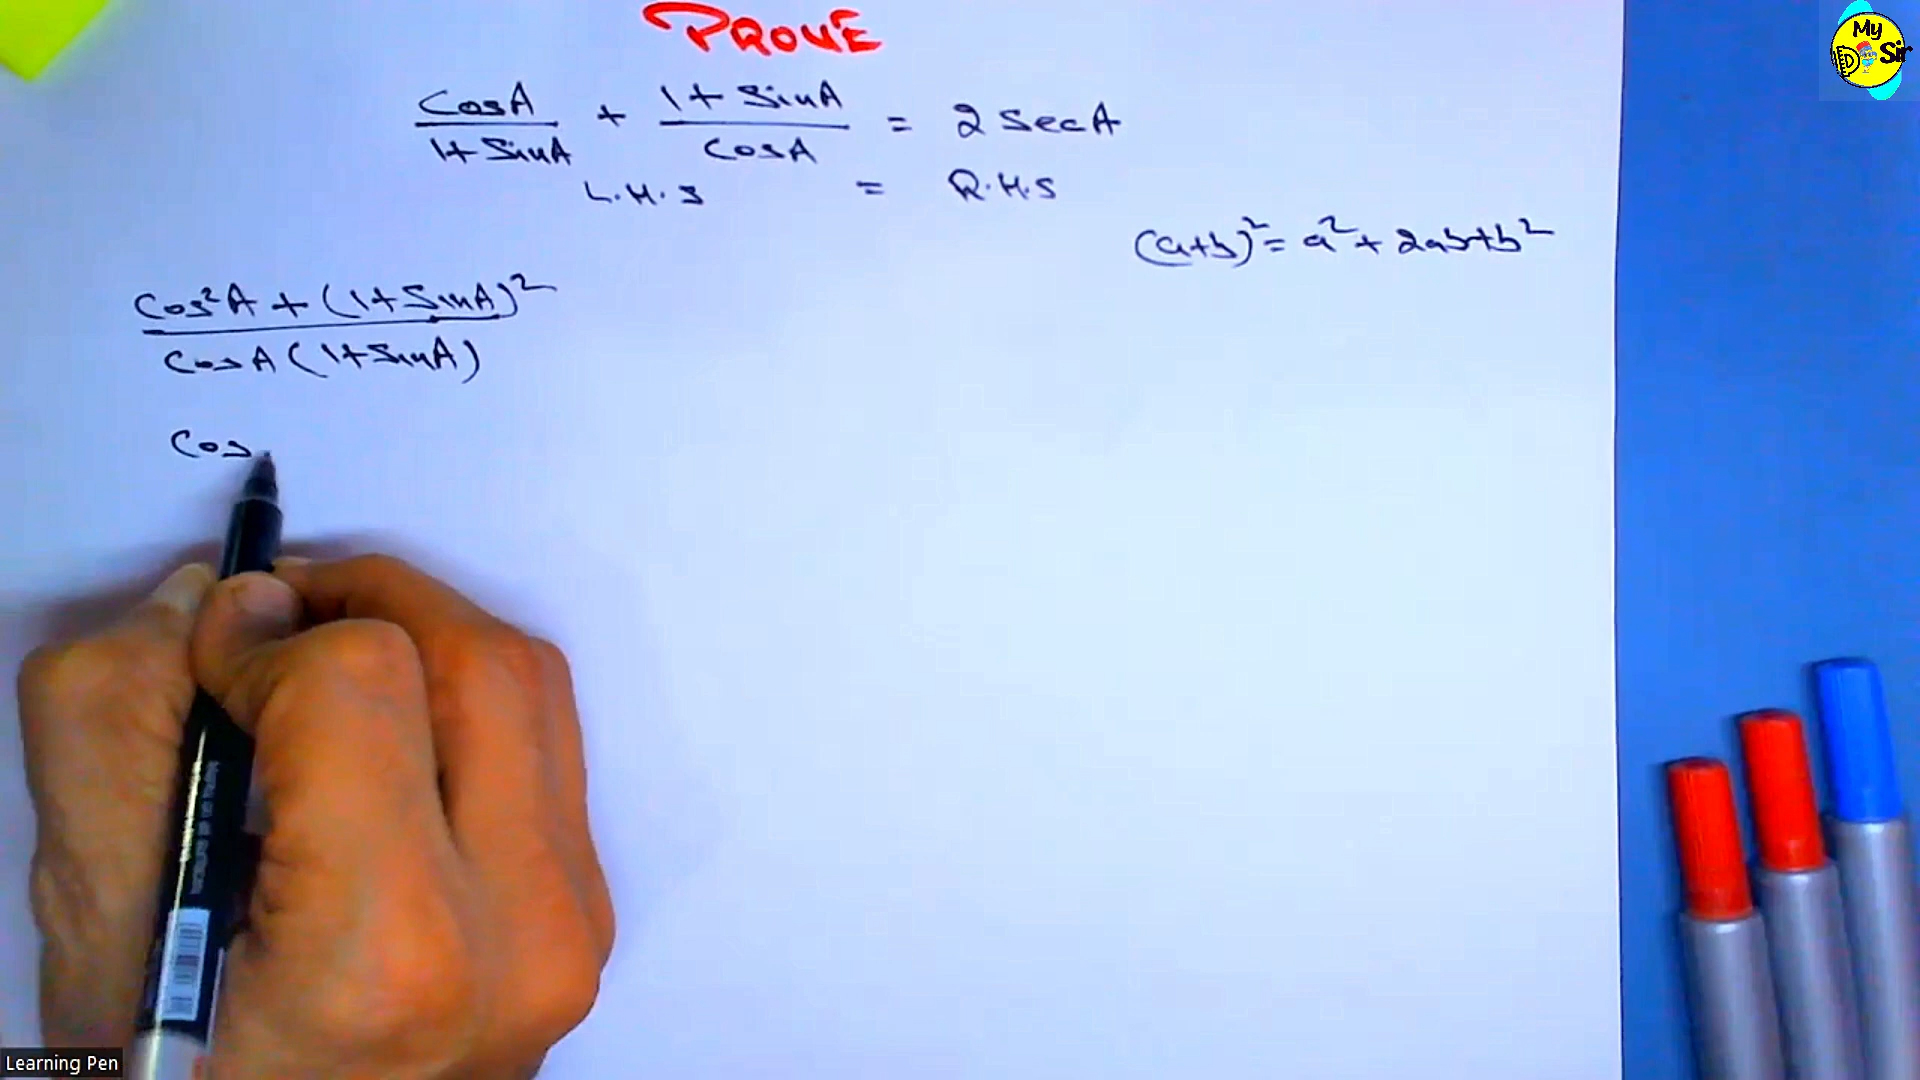 PROVE
CosA/1+SinA + 1+SinA/CosA = 2 SecA
L.H.S = R.H.S
(a+b)² = a² + 2ab+b²
Cos²A + (1+SinA)²/CosA (1+SinA)
Cos
My
Sir
Learning Pen